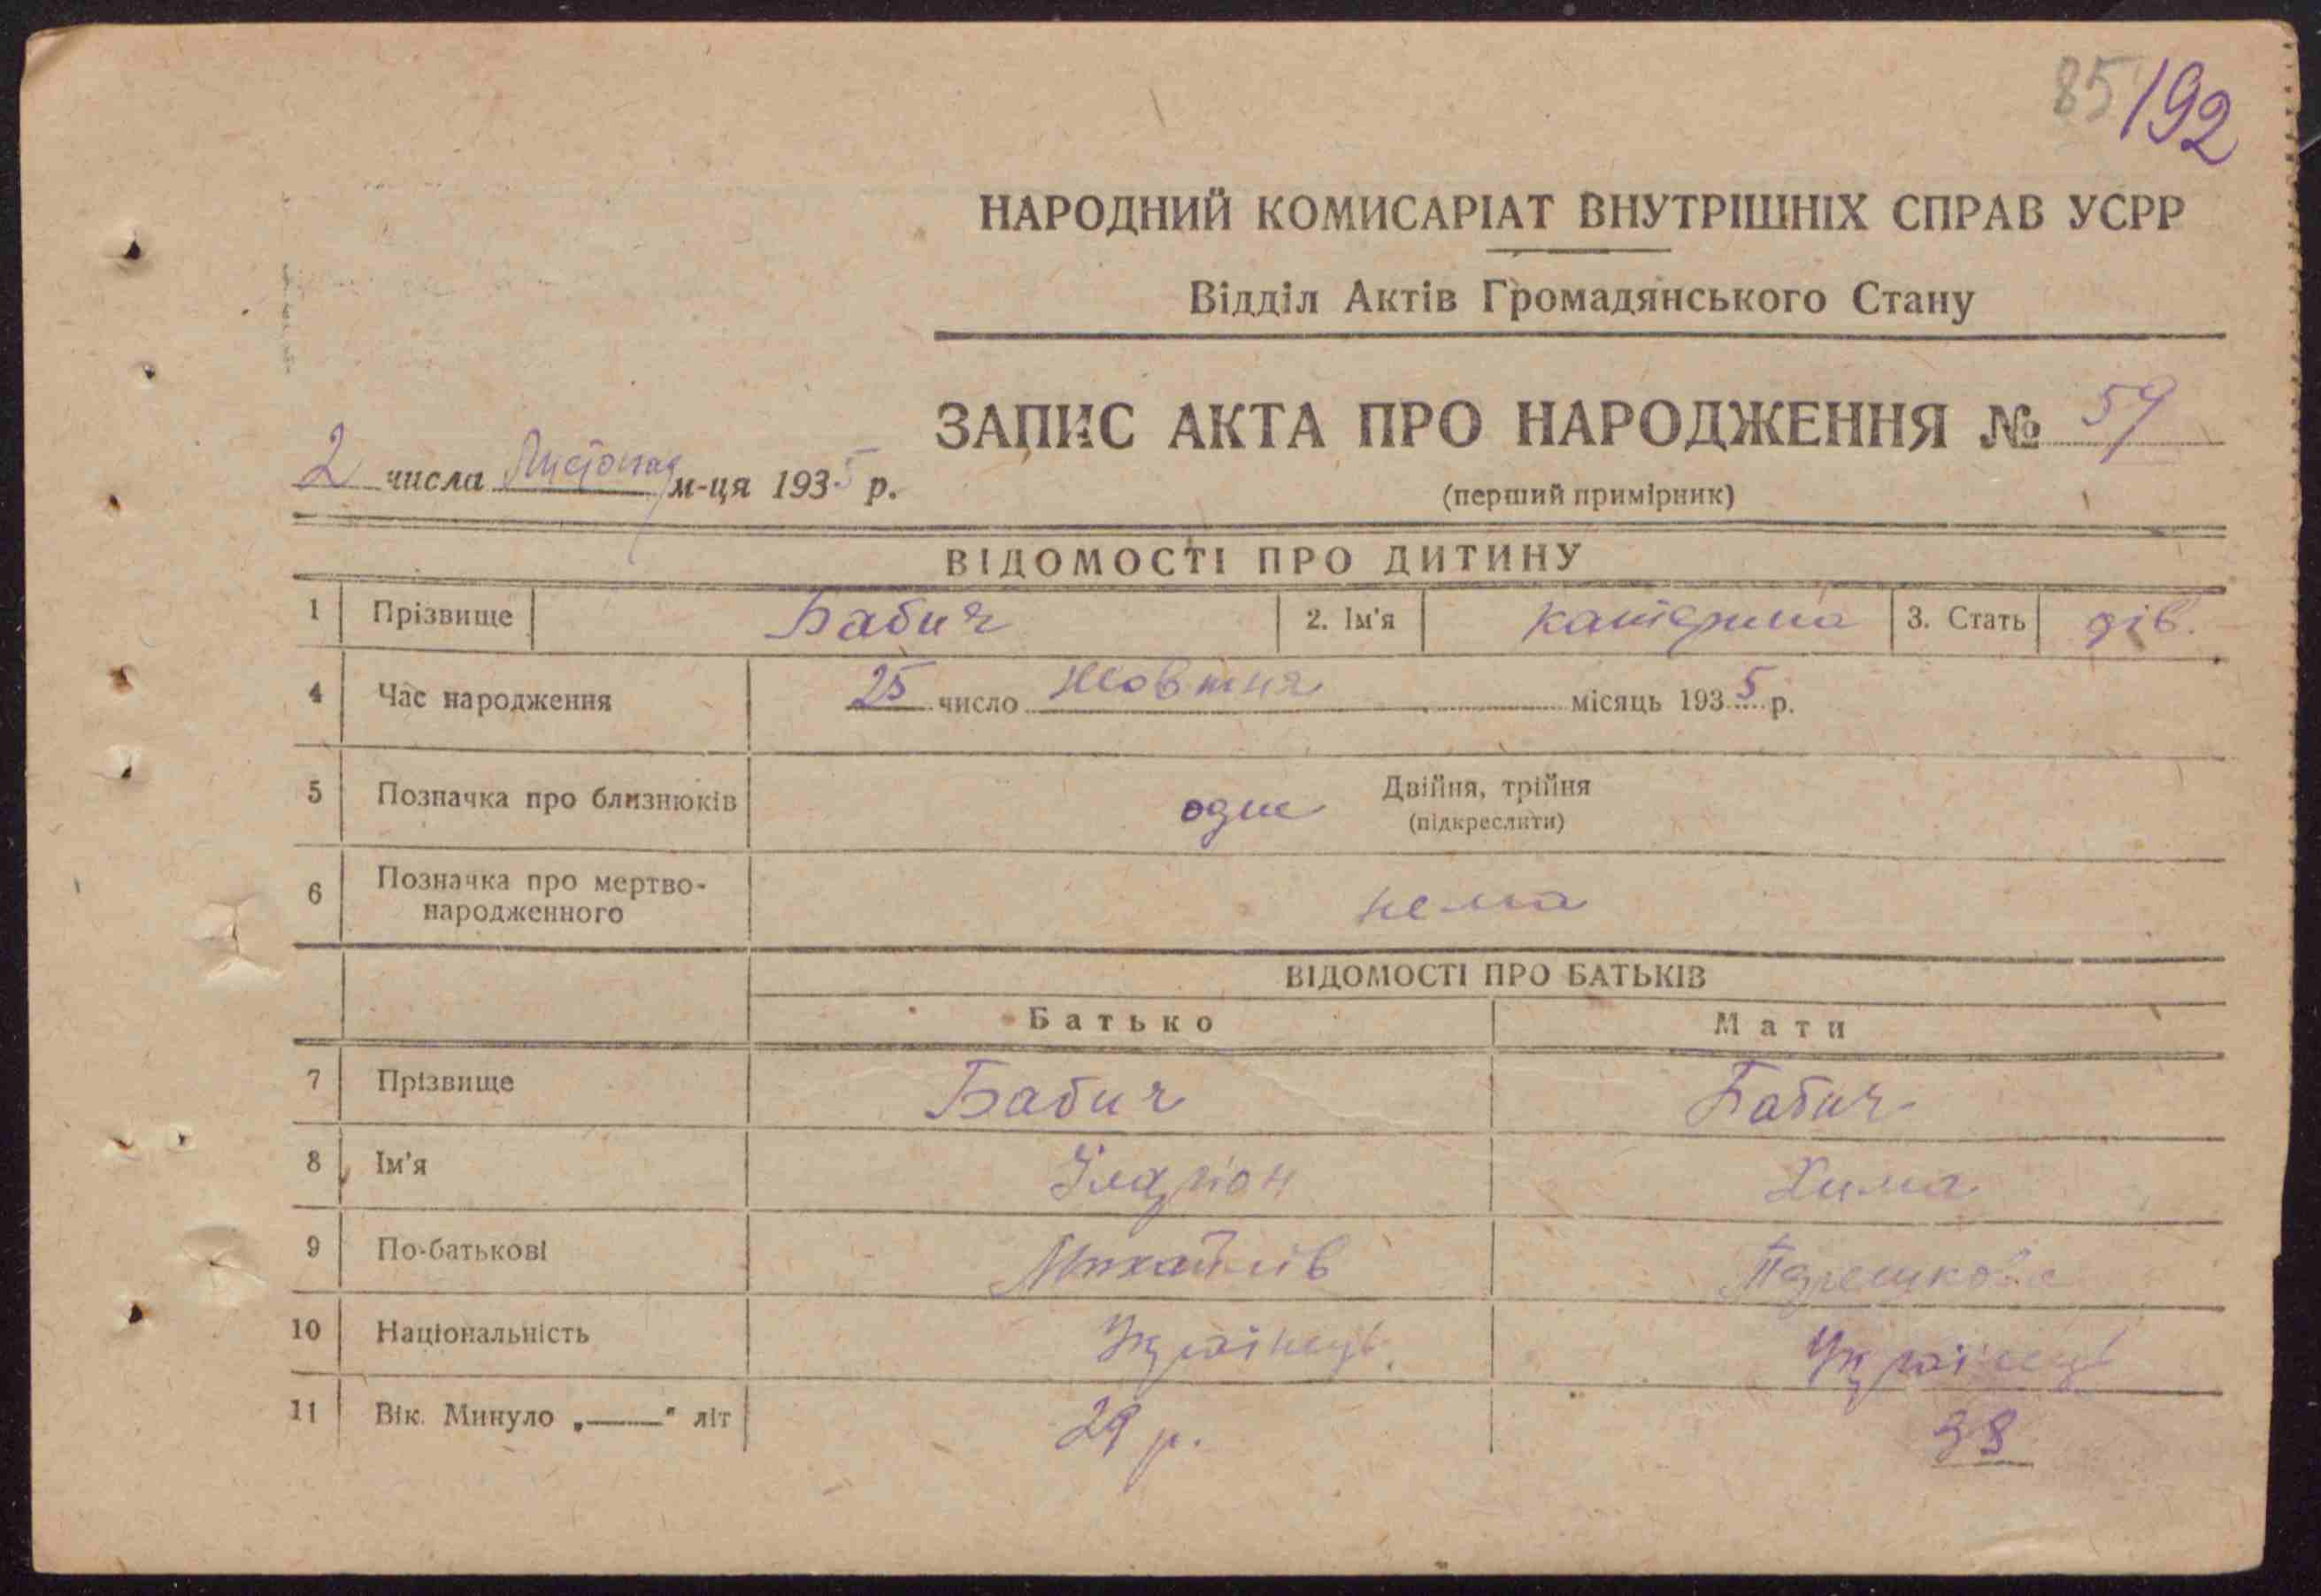 85/192
НАРОДНИЙ КОМИСАРІАТ ВНУТРІШНІХ СПРАВ УСРР
Відділ Актів Громадянського Стану
ЗАПИС АКТА ПРО НАРОДЖЕННЯ № 59
2 числа Листопад м-ця 1935 р.
(перший примірник)
ВІДОМОСТІ ПРО ДИТИНУ
1 Прізвище Бабич 2. Ім'я Катерина 3. Стать дів.
4 Час народження 25 число Жовтня місяць 1935 р.
5 Позначка про близнюків одне Двійня, трійня
(підкреслити)
6 Позначка про мертво-
народженного нема
ВІДОМОСТІ ПРО БАТЬКІВ
Батько Мати
7 Прізвище Бабич Бабич
8 Ім'я Іларіон Хима
9 По-батькові Михайлів
10 Національність Українець Українець
11 Вік. Минуло „——" літ 29 р. 38